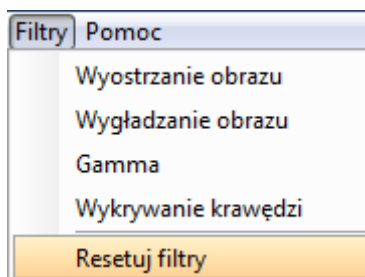 Filtry Pomoc
Wyostrzanie obrazu
Wygładzanie obrazu
Gamma
Wykrywanie krawędzi
Resetuj filtry